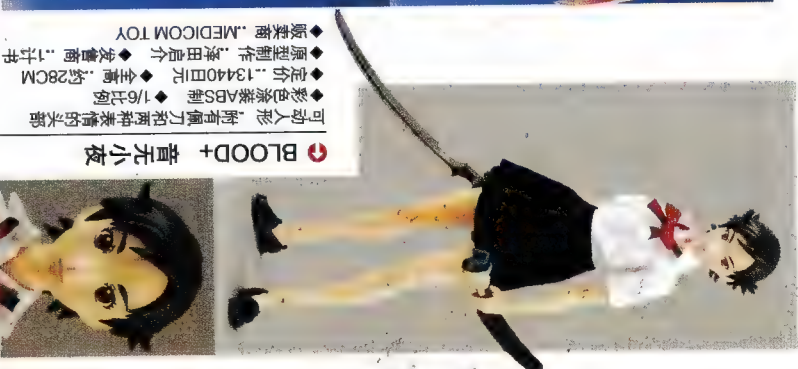 BLOOD+ 音无小夜
可动人形．附有佩刀和两种表情的头部
◆彩色涂装ABS制 ◆1/6比例
◆定价：13440日元 ◆全高：约28CM
◆原型制作：泽田启介 ◆发售商：
◆贩卖商：MEDICOM TOY